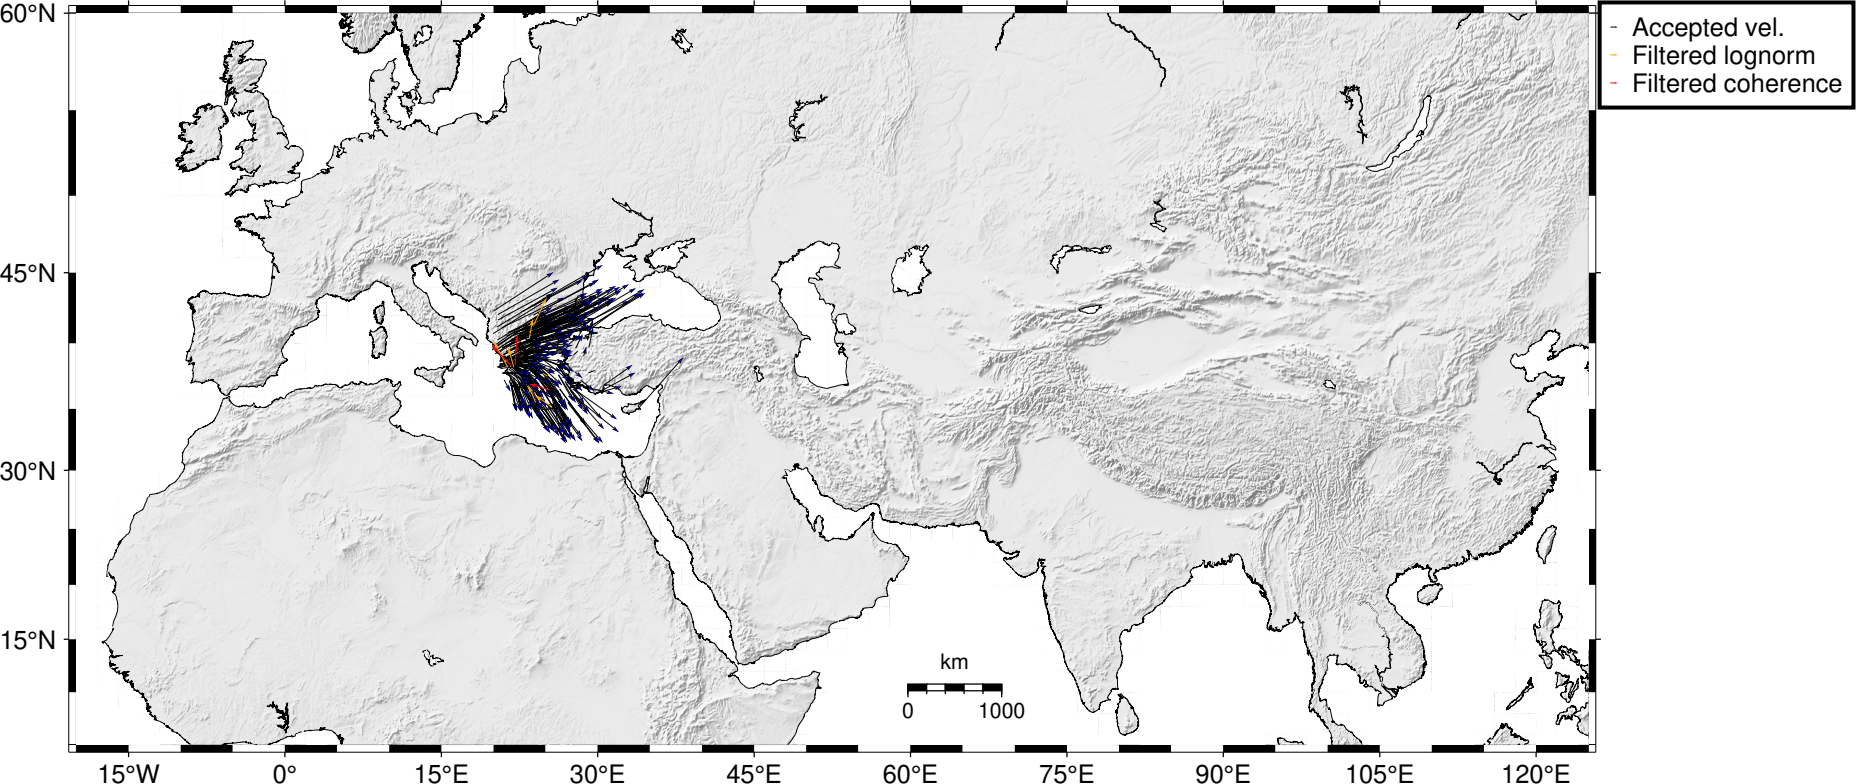 60°N
45°N
30°N
15°N
15°W 0° 15°E 30°E 45°E 60°E 75°E 90°E 105°E 120°E
km
0 1000
Accepted vel.
Filtered lognorm
Filtered coherence